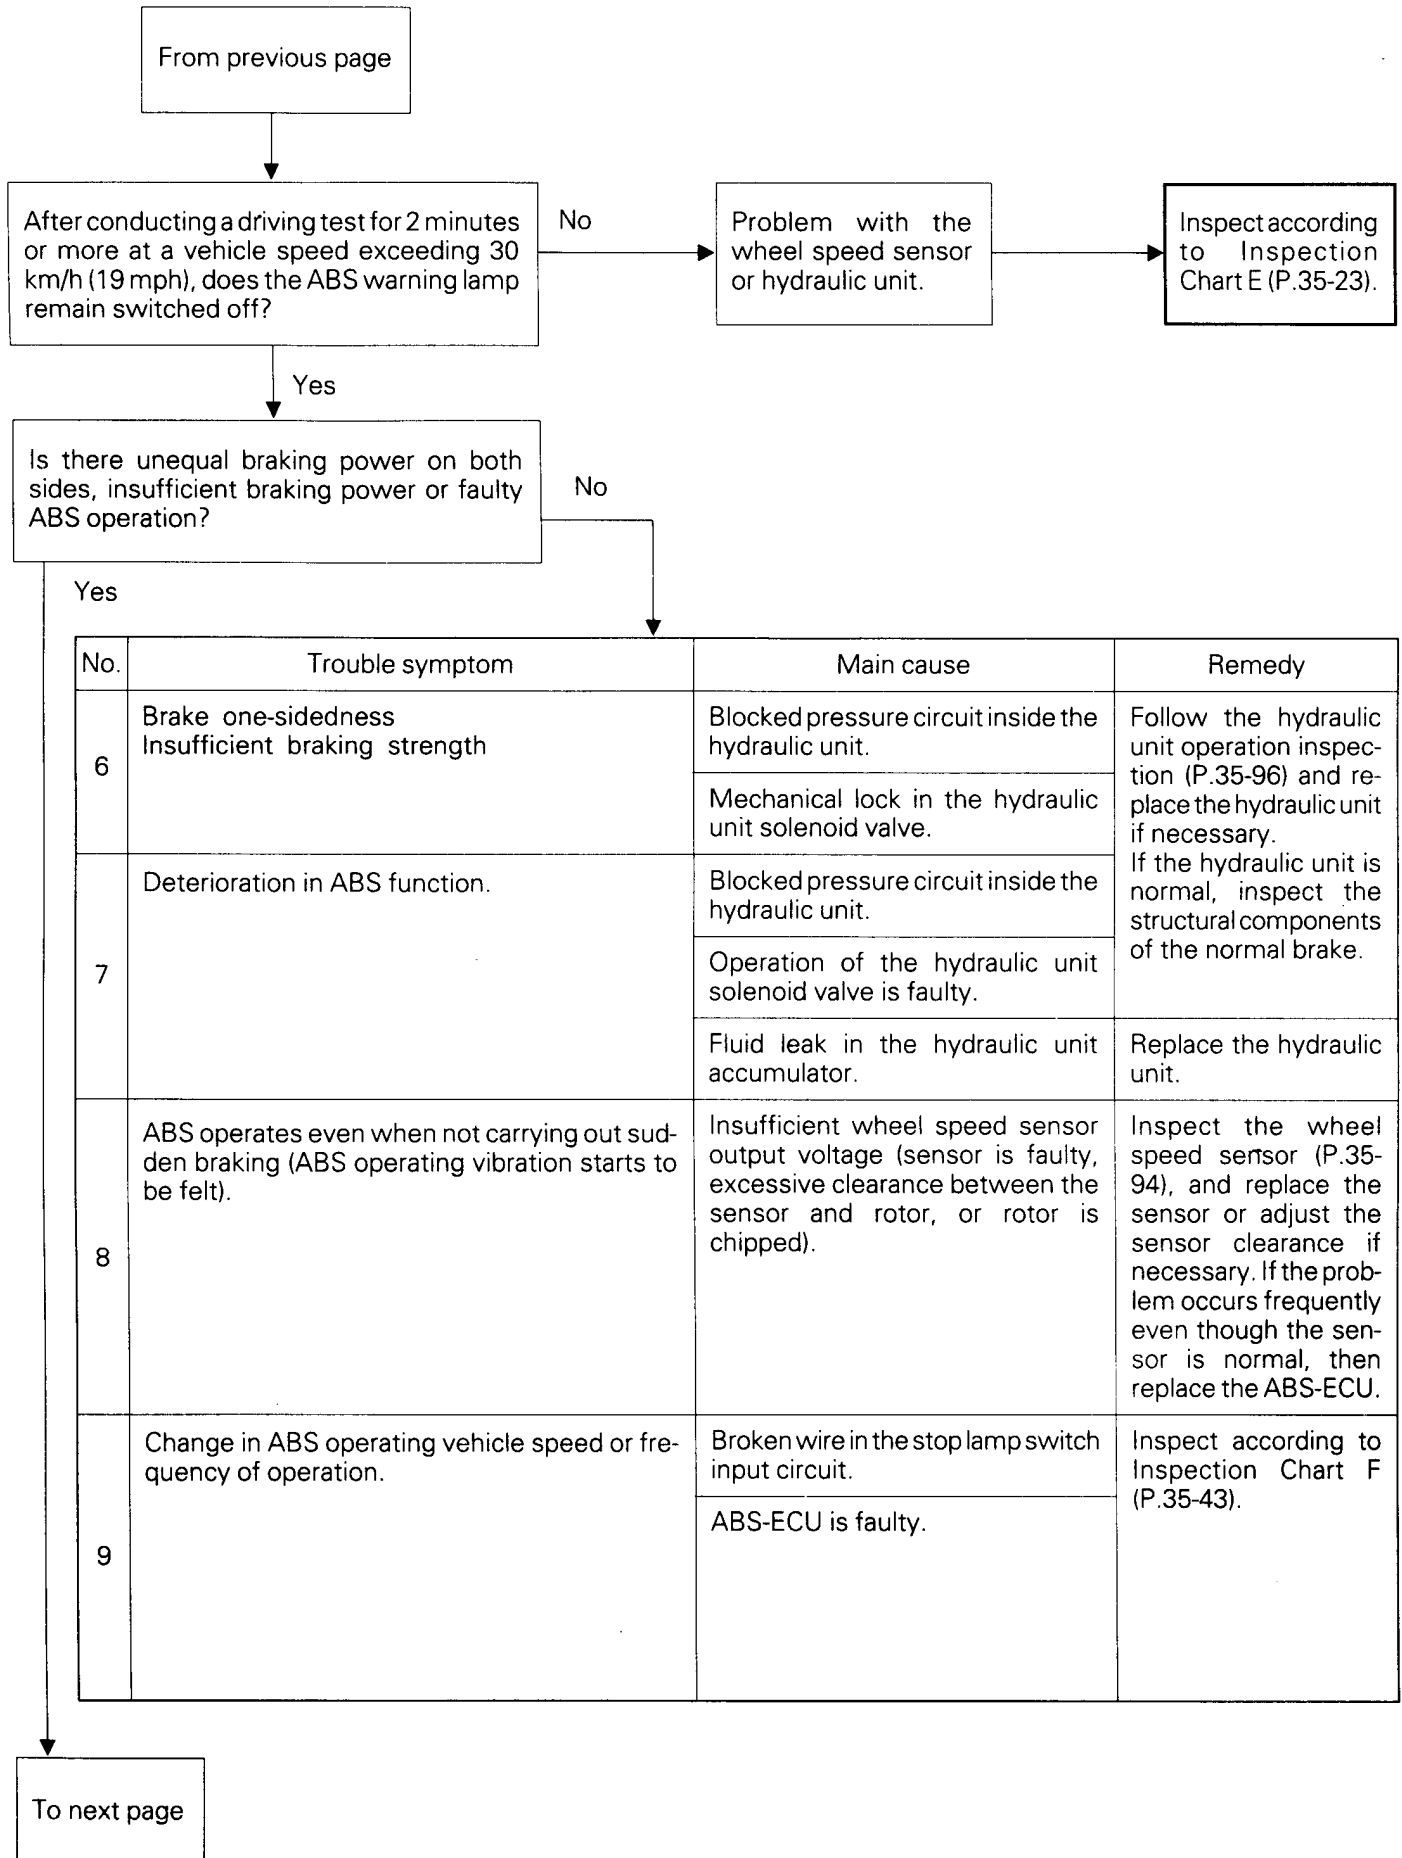 From previous page
After conducting a driving test for 2 minutes
or more at a vehicle speed exceeding 30
km/h (19 mph), does the ABS warning lamp
remain switched off?
No
Problem with the
wheel speed sensor
or hydraulic unit.
Inspect according
to Inspection
Chart E (P.35-23).
Yes
Is there unequal braking power on both
sides, insufficient braking power or faulty
ABS operation?
No
Yes
No.
Trouble symptom
Main cause
Remedy
6
Brake one-sidedness
Insufficient braking strength
Blocked pressure circuit inside the
hydraulic unit.
Mechanical lock in the hydraulic
unit solenoid valve.
Follow the hydraulic
unit operation inspec-
tion (P.35-96) and re-
place the hydraulic unit
if necessary.
If the hydraulic unit is
normal, inspect the
structural components
of the normal brake.
7
Deterioration in ABS function.
Blocked pressure circuit inside the
hydraulic unit.
Operation of the hydraulic unit
solenoid valve is faulty.
Fluid leak in the hydraulic unit
accumulator.
Replace the hydraulic
unit.
8
ABS operates even when not carrying out sud-
den braking (ABS operating vibration starts to
be felt).
Insufficient wheel speed sensor
output voltage (sensor is faulty,
excessive clearance between the
sensor and rotor, or rotor is
chipped).
Inspect the wheel
speed sensor (P.35-
94), and replace the
sensor or adjust the
sensor clearance if
necessary. If the prob-
lem occurs frequently
even though the sen-
sor is normal, then
replace the ABS-ECU.
9
Change in ABS operating vehicle speed or fre-
quency of operation.
Broken wire in the stop lamp switch
input circuit.
ABS-ECU is faulty.
Inspect according to
Inspection Chart F
(P.35-43).
To next page